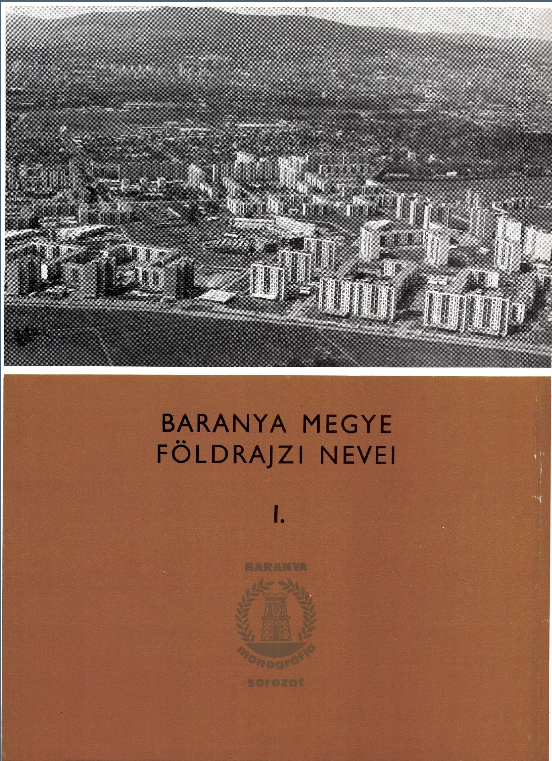 BARANYA MEGYE
FÖLDRAJZI NEVEI
I.
BARANYA
monográfia
sorozat